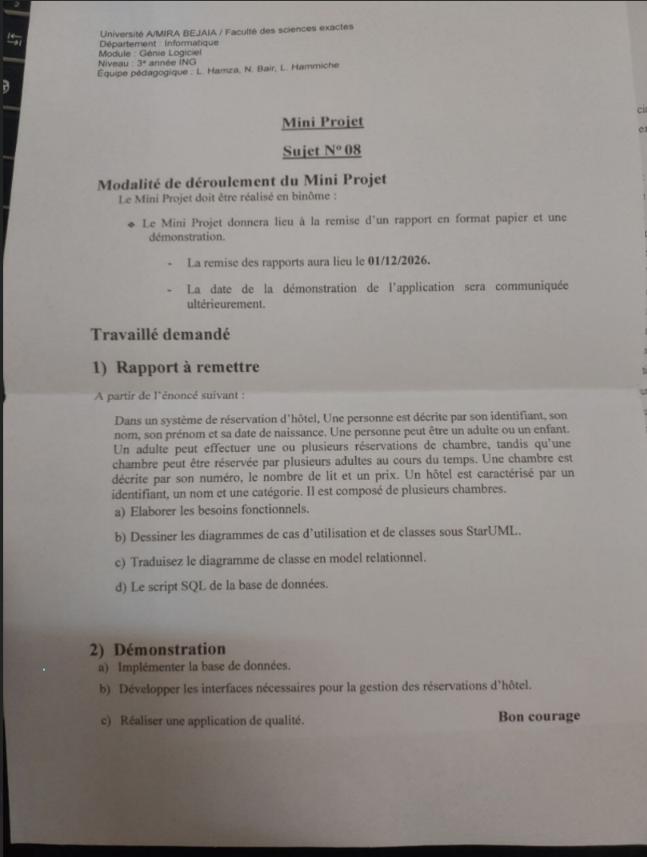 Université A/MIRA BEJAIA / Faculté des sciences exactes
Département : Informatique
Module : Génie Logiciel
Niveau : 3ᵉ année ING
Equipe pédagogique : L. Hamza, N. Bair, L. Hammiche
Mini Projet
Sujet N° 08
Modalité de déroulement du Mini Projet
Le Mini Projet doit être réalisé en binôme :
❖ Le Mini Projet donnera lieu à la remise d'un rapport en format papier et une
démonstration.
- La remise des rapports aura lieu le 01/12/2026.
- La date de la démonstration de l'application sera communiquée
ultérieurement.
Travaillé demandé
1) Rapport à remettre
A partir de l'énoncé suivant :
Dans un système de réservation d'hôtel, Une personne est décrite par son identifiant, son
nom, son prénom et sa date de naissance. Une personne peut être un adulte ou un enfant.
Un adulte peut effectuer une ou plusieurs réservations de chambre, tandis qu'une
chambre peut être réservée par plusieurs adultes au cours du temps. Une chambre est
décrite par son numéro, le nombre de lit et un prix. Un hôtel est caractérisé par un
identifiant, un nom et une catégorie. Il est composé de plusieurs chambres.
a) Elaborer les besoins fonctionnels.
b) Dessiner les diagrammes de cas d'utilisation et de classes sous StarUML.
c) Traduisez le diagramme de classe en model relationnel.
d) Le script SQL de la base de données.
2) Démonstration
a) Implémenter la base de données.
b) Développer les interfaces nécessaires pour la gestion des réservations d'hôtel.
c) Réaliser une application de qualité.
Bon courage